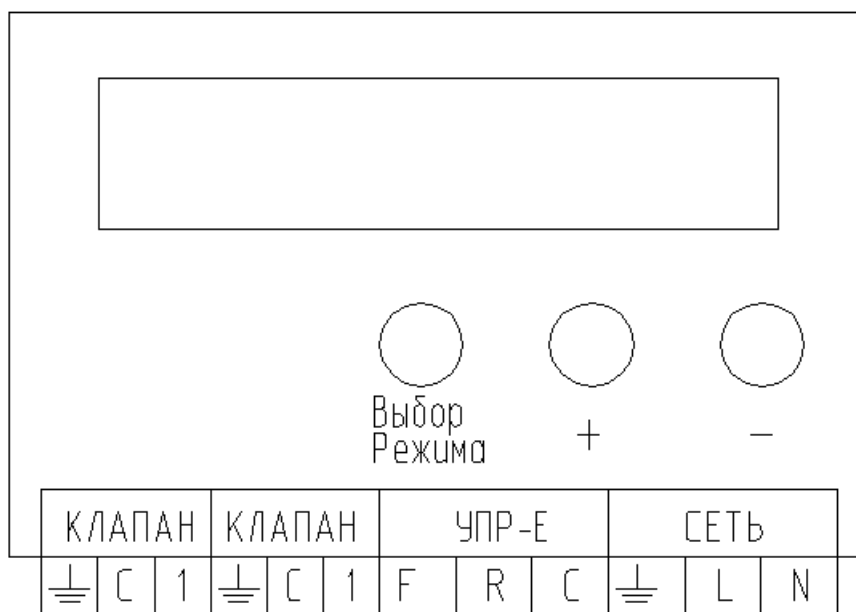 Выбор
Режима
+
-
КЛАПАН КЛАПАН УПР-Е СЕТЬ
C 1 C 1 F R C L N